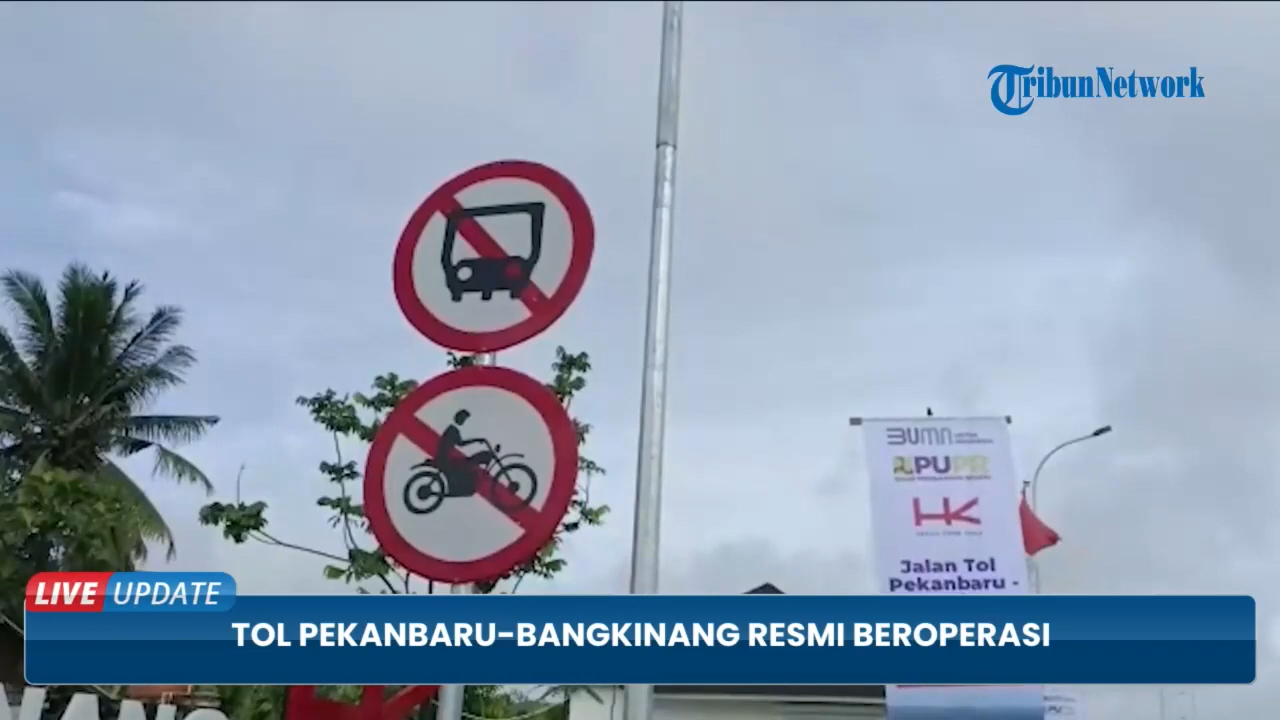 TribunNetwork
BUMN
PUPR
HK
Jalan Tol
Pekanbaru -
LIVE UPDATE
TOL PEKANBARU-BANGKINANG RESMI BEROPERASI